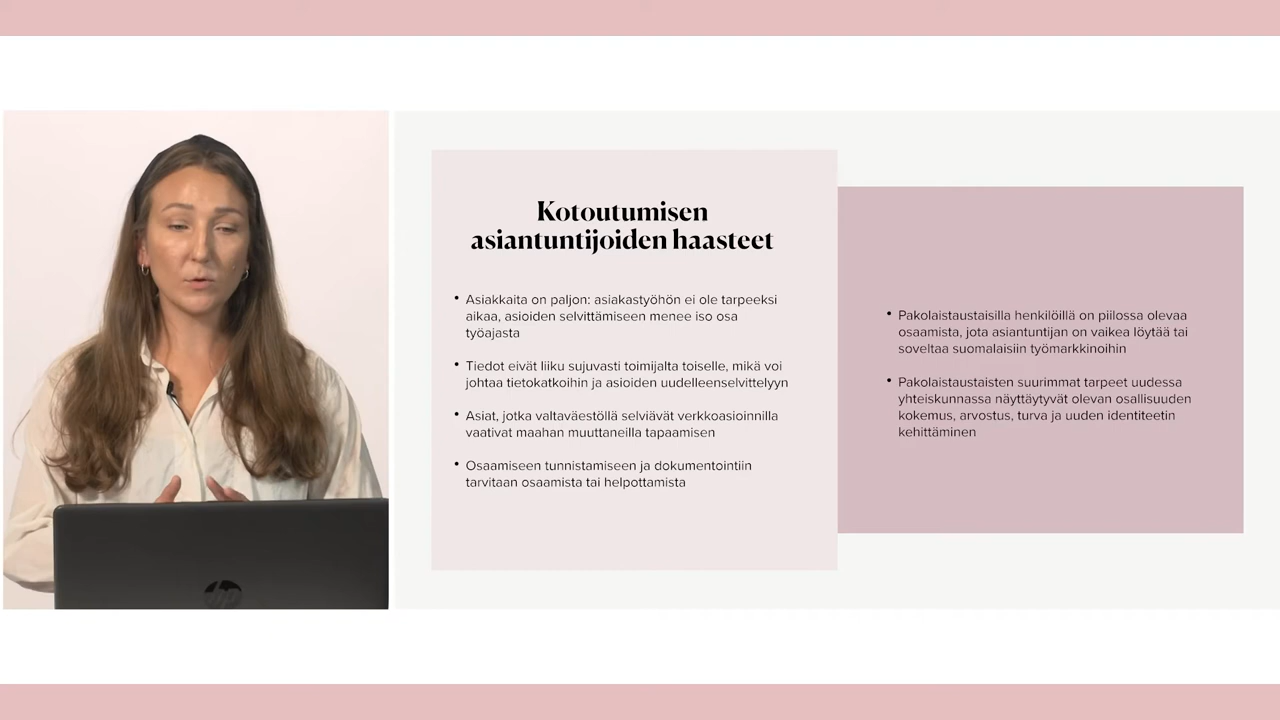 Kotoutumisen
asiantuntijoiden haasteet
• Asiakkaita on paljon: asiakastyöhön ei ole tarpeeksi
aikaa, asioiden selvittämiseen menee iso osa
työajasta
• Tiedot eivät liiku sujuvasti toimijalta toiselle, mikä voi
johtaa tietokatkoihin ja asioiden uudelleenselvittelyyn
• Asiat, jotka valtaväestöllä selviävät verkkoasioinnilla
vaativat maahan muuttaneilla tapaamisen
• Osaamiseen tunnistamiseen ja dokumentointiin
tarvitaan osaamista tai helpottamista
• Pakolaistaustaisilla henkilöillä on piilossa olevaa
osaamista, jota asiantuntijan on vaikea löytää tai
soveltaa suomalaisiin työmarkkinoihin
• Pakolaistaustaisten suurimmat tarpeet uudessa
yhteiskunnassa näyttäytyvät olevan osallisuuden
kokemus, arvostus, turva ja uuden identiteetin
kehittäminen
hp